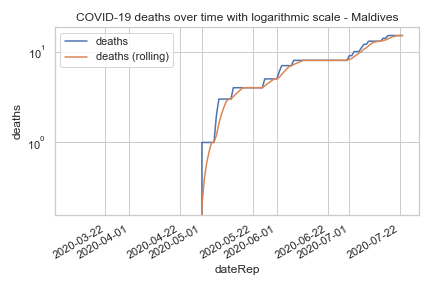 COVID-19 deaths over time with logarithmic scale - Maldives
deaths
deaths (rolling)
10¹
10⁰
deaths
2020-03-22
2020-04-01
2020-04-22
2020-05-01
2020-05-22
2020-06-01
2020-06-22
2020-07-01
2020-07-22
dateRep